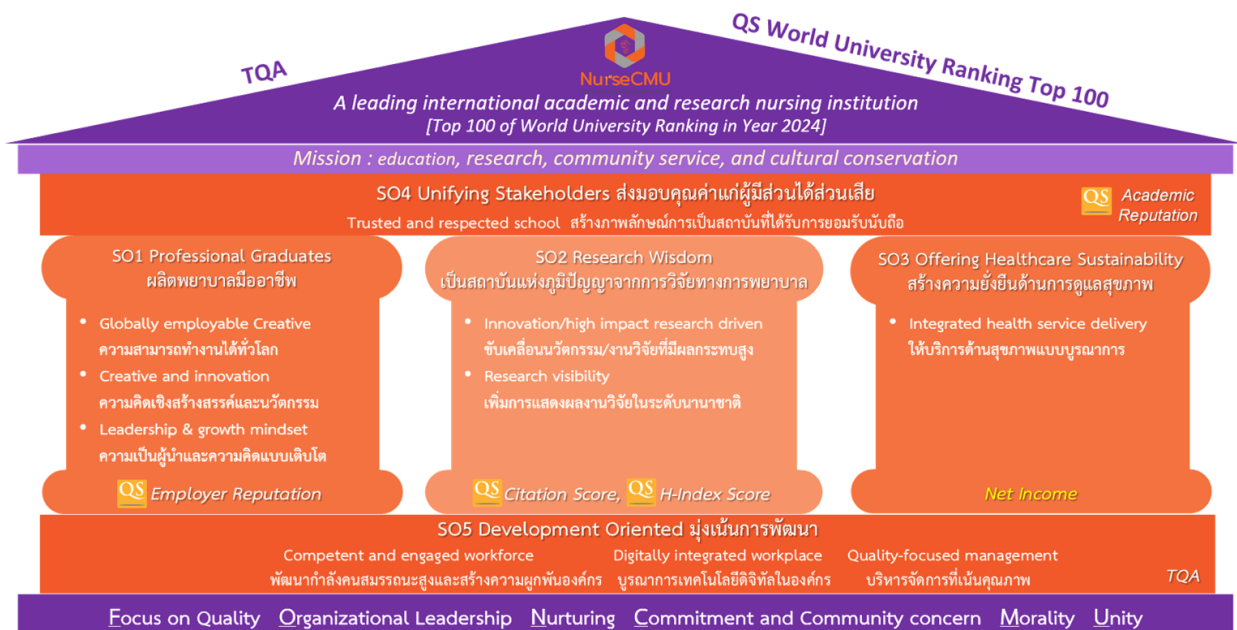 TQA
QS World University Ranking Top 100
NurseCMU
A leading international academic and research nursing institution
[Top 100 of World University Ranking in Year 2024]
Mission : education, research, community service, and cultural conservation
SO4 Unifying Stakeholders ส่งมอบคุณค่าแก่ผู้มีส่วนได้ส่วนเสีย
Trusted and respected school สร้างภาพลักษณ์การเป็นสถาบันที่ได้รับการยอมรับนับถือ
QS Academic
Reputation
SO1 Professional Graduates
ผลิตพยาบาลมืออาชีพ
• Globally employable Creative
ความสามารถทำงานได้ทั่วโลก
• Creative and innovation
ความคิดเชิงสร้างสรรค์และนวัตกรรม
• Leadership & growth mindset
ความเป็นผู้นำและความคิดแบบเติบโต
QS Employer Reputation
SO2 Research Wisdom
เป็นสถาบันแห่งภูมิปัญญาจากการวิจัยทางการพยาบาล
• Innovation/high impact research driven
ขับเคลื่อนนวัตกรรม/งานวิจัยที่มีผลกระทบสูง
• Research visibility
เพิ่มการแสดงผลงานวิจัยในระดับนานาชาติ
QS Citation Score, QS H-Index Score
SO3 Offering Healthcare Sustainability
สร้างความยั่งยืนด้านการดูแลสุขภาพ
• Integrated health service delivery
ให้บริการด้านสุขภาพแบบบูรณาการ
Net Income
SO5 Development Oriented มุ่งเน้นการพัฒนา
Competent and engaged workforce Digitally integrated workplace Quality-focused management
พัฒนากำลังคนสมรรถนะสูงและสร้างความผูกพันองค์กร บูรณาการเทคโนโลยีดิจิทัลในองค์กร บริหารจัดการที่เน้นคุณภาพ
TQA
Focus on Quality Organizational Leadership Nurturing Commitment and Community concern Morality Unity